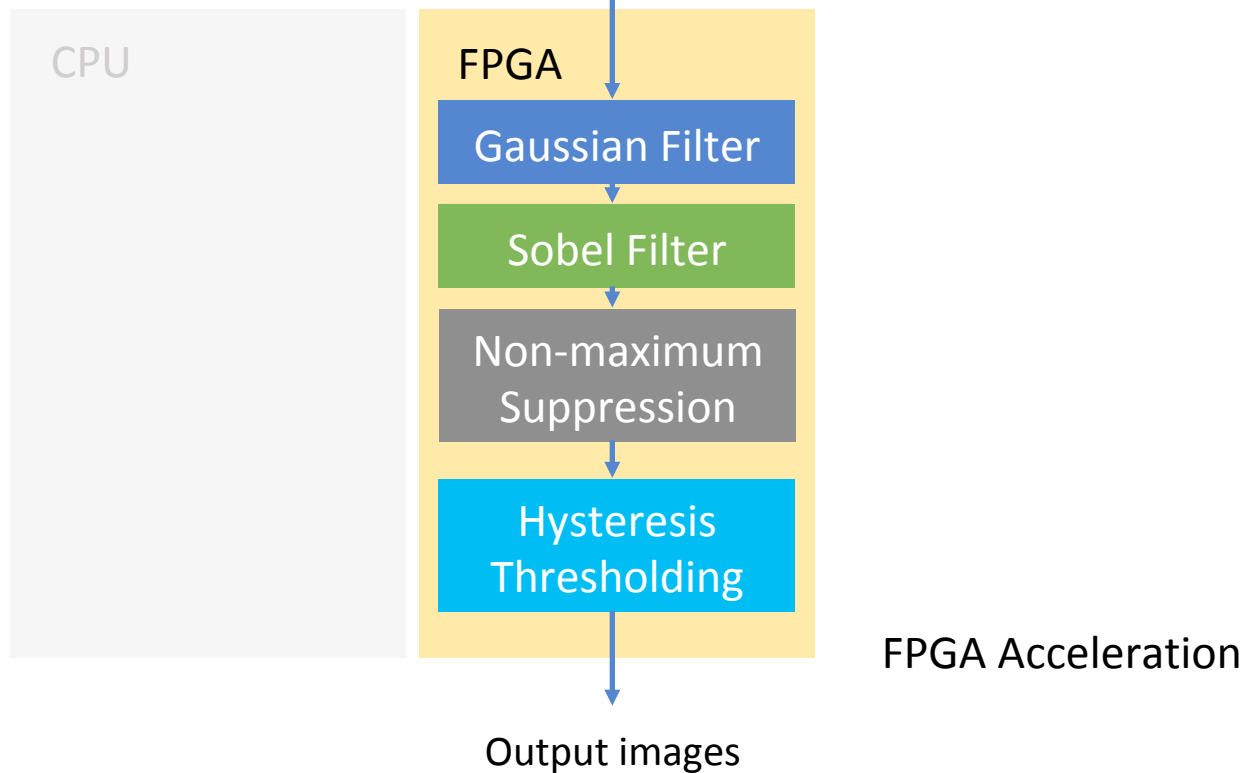 CPU
FPGA
Gaussian Filter
Sobel Filter
Non-maximum
Suppression
Hysteresis
Thresholding
FPGA Acceleration
Output images